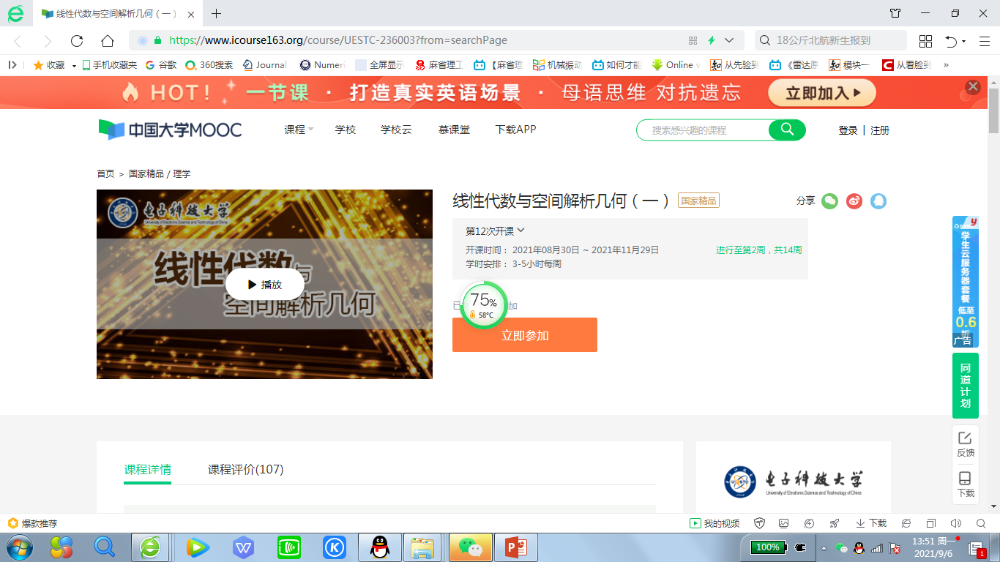 线性代数与空间解析几何（一）_
https://www.icourse163.org/course/UESTC-236003?from=searchPage
18公斤北航新生报到
收藏 手机收藏夹 谷歌 360搜索 Journal Numeri 全屏显示 麻省理工 【麻省理 机械振动 如何才能 Online v 从先验到 《雷达原 模块一 从看脸到 »
HOT! 一节课 · 打造真实英语场景 · 母语思维 对抗遗忘 立即加入
中国大学MOOC 课程 学校 学校云 慕课堂 下载APP 搜索感兴趣的课程 登录 | 注册
首页 > 国家精品 / 理学
电子科技大学
University of Electronic Science and Technology of China
线性代数与
播放
空间解析几何
线性代数与空间解析几何（一） 国家精品 分享
第12次开课
开课时间： 2021年08月30日 ~ 2021年11月29日 进行至第2周，共14周
学时安排： 3-5小时每周
已 加
75%
58°C
立即参加
学生云服务器套餐
低至
0.6
折
广告
同道计划
反馈
下载
课程详情 课程评价(107)
电子科技大学
University of Electronic Science and Technology of China
爆款推荐 我的视频 下载
100% 13:51 周一
2021/9/6
1